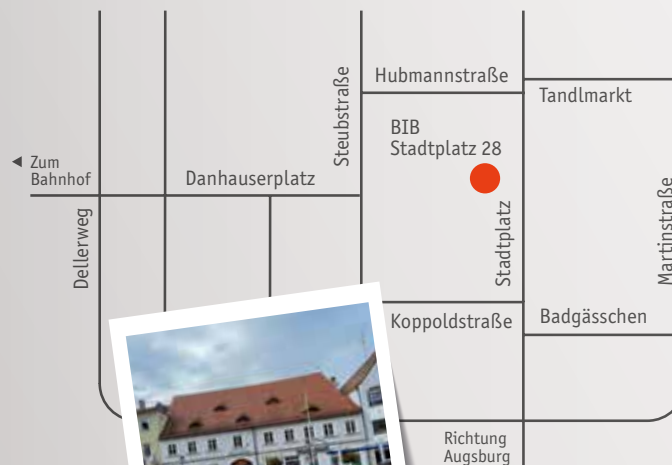 Hubmannstraße
Steubstraße
Tandlmarkt
BIB
Stadtplatz 28
Zum
Bahnhof
Danhauserplatz
Martinstraße
Dellerweg
Stadtplatz
Koppoldstraße
Badgässchen
Richtung
Augsburg